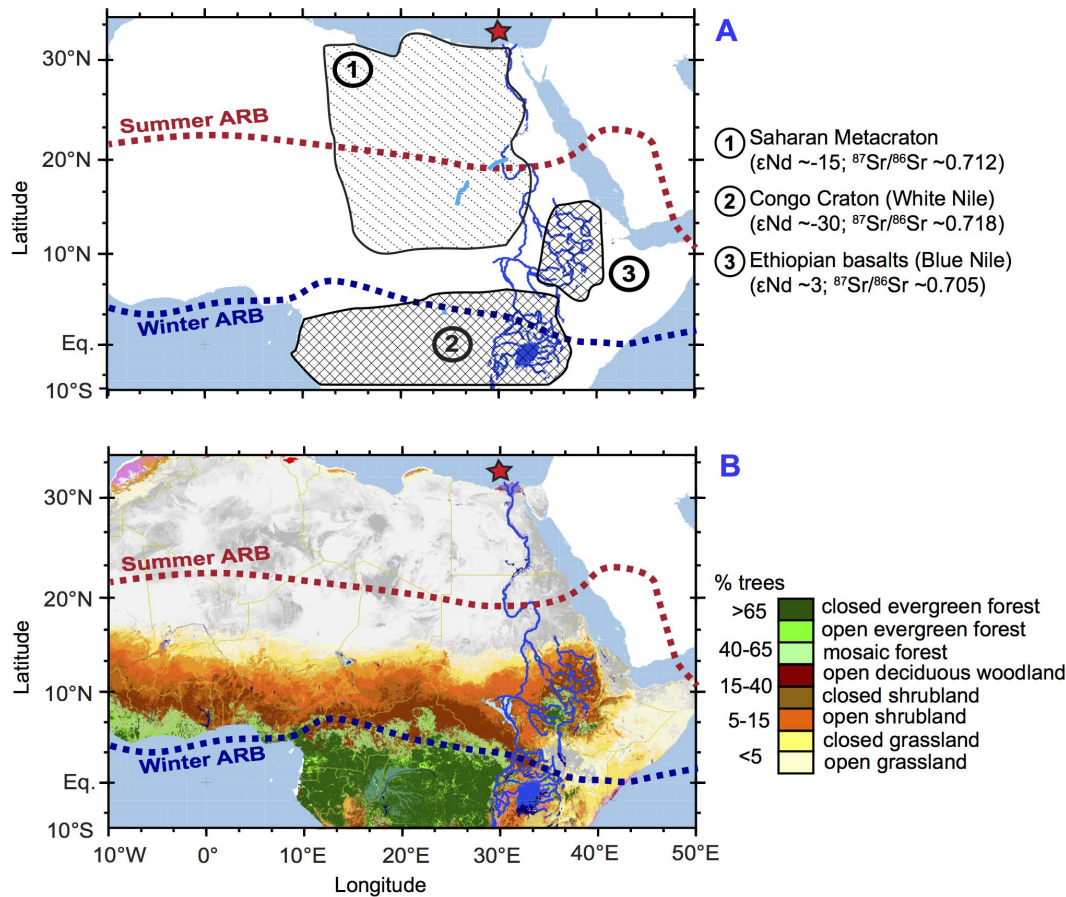 A
30°N
20°N
10°N
Eq.
10°S
Latitude
Summer ARB
Winter ARB
1
2
3
1 Saharan Metacraton
(εNd ~-15; ⁸⁷Sr/⁸⁶Sr ~0.712)
2 Congo Craton (White Nile)
(εNd ~-30; ⁸⁷Sr/⁸⁶Sr ~0.718)
3 Ethiopian basalts (Blue Nile)
(εNd ~3; ⁸⁷Sr/⁸⁶Sr ~0.705)
B
30°N
20°N
10°N
Eq.
10°S
Latitude
Summer ARB
Winter ARB
10°W 0° 10°E 20°E 30°E 40°E 50°E
Longitude
% trees
>65
40-65
15-40
5-15
<5
closed evergreen forest
open evergreen forest
mosaic forest
open deciduous woodland
closed shrubland
open shrubland
closed grassland
open grassland